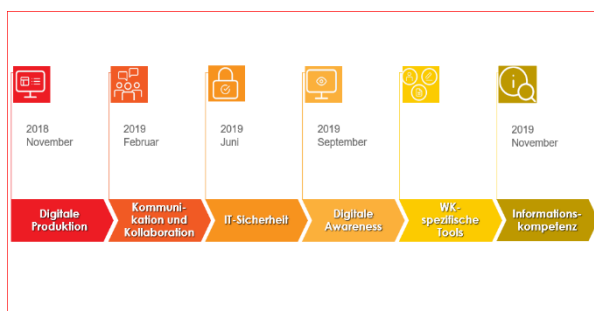 2018
November
2019
Februar
2019
Juni
2019
September
2019
November
Digitale
Produktion
Kommuni-
kation und
Kollaboration
IT-Sicherheit
Digitale
Awareness
WK-
spezifische
Tools
Informations-
kompetenz